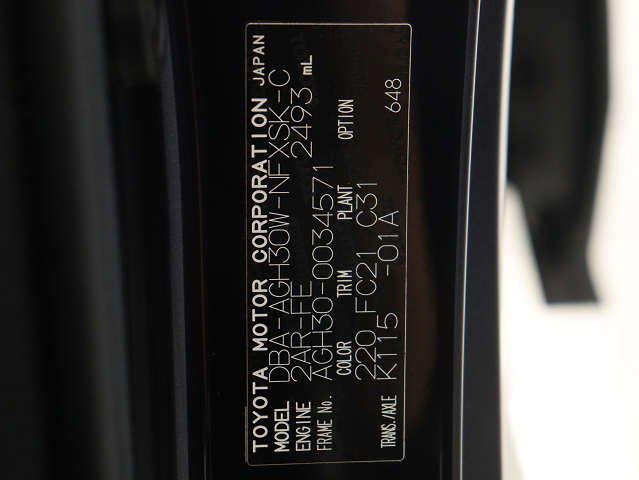 TOYOTA MOTOR CORPORATION JAPAN
MODEL DBA-AGH30W-NFXSK-C
ENGINE 2AR-FE 2493 mL
FRAME No. AGH30-0034571
COLOR TRIM PLANT OPTION
220 FC21 C31
TRANS./AXLE K115 -01A 648